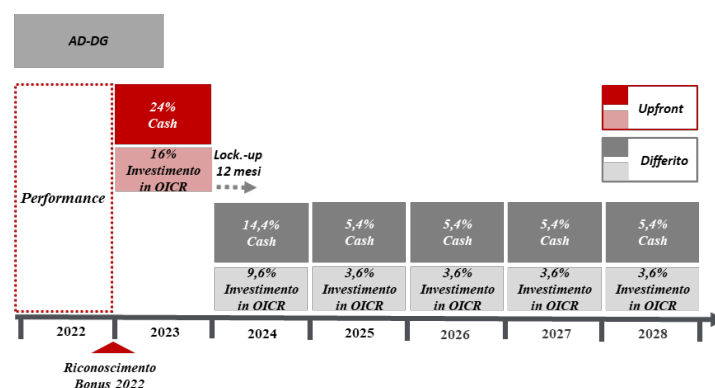 AD-DG
24%
Cash
16%
Investimento
in OICR
Lock.-up
12 mesi
Performance
Upfront
Differito
14,4%
Cash
5,4%
Cash
5,4%
Cash
5,4%
Cash
5,4%
Cash
9,6%
Investimento
in OICR
3,6%
Investimento
in OICR
3,6%
Investimento
in OICR
3,6%
Investimento
in OICR
3,6%
Investimento
in OICR
2022
2023
2024
2025
2026
2027
2028
Riconoscimento
Bonus 2022